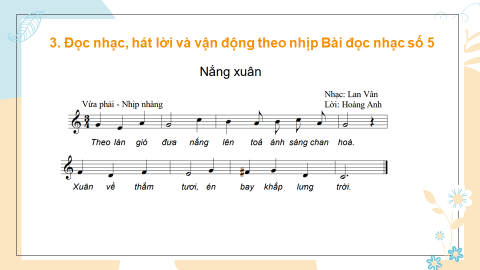 3. Đọc nhạc, hát lời và vận động theo nhịp Bài đọc nhạc số 5
Nắng xuân
Nhạc: Lan Vân
Vừa phải - Nhịp nhàng
Lời: Hoàng Anh
3
4
Theo làn gió đưa nắng lên toả ánh sáng chan hoà.
Xuân về thắm tươi, én bay khắp lưng trời.